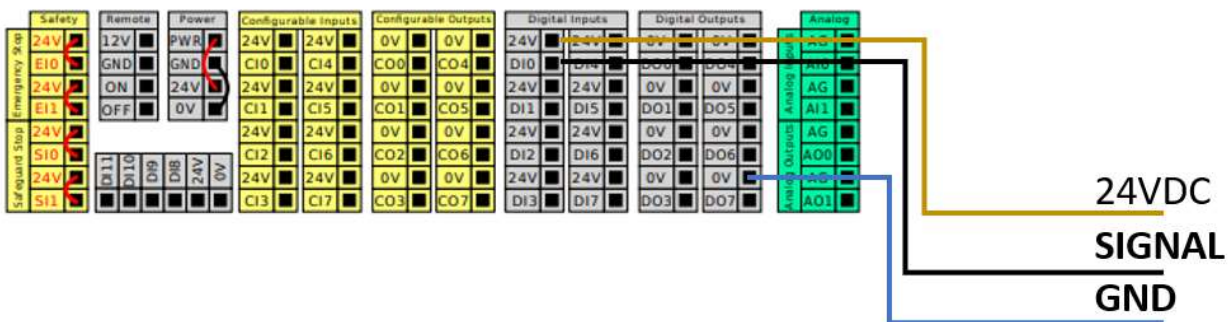 Safety
Emergency Stop
24V
EI0
24V
EI1
Safeguard Stop
24V
SI0
24V
SI1
Remote
12V
GND
ON
OFF
Power
PWR
GND
24V
0V
DI11 DI10 DI9 DI8 24V 0V
Configurable Inputs
24V 24V
CI0 CI4
24V 24V
CI1 CI5
24V 24V
CI2 CI6
24V 24V
CI3 CI7
Configurable Outputs
0V 0V
CO0 CO4
0V 0V
CO1 CO5
0V 0V
CO2 CO6
0V 0V
CO3 CO7
Digital Inputs
24V 24V
DI0 DI4
24V 24V
DI1 DI5
24V 24V
DI2 DI6
24V 24V
DI3 DI7
Digital Outputs
0V 0V
DO0 DO4
0V 0V
DO1 DO5
0V 0V
DO2 DO6
0V 0V
DO3 DO7
Analog
Analog Inputs
AG
AI0
AG
AI1
Analog Outputs
AG
AO0
AG
AO1
24VDC
SIGNAL
GND